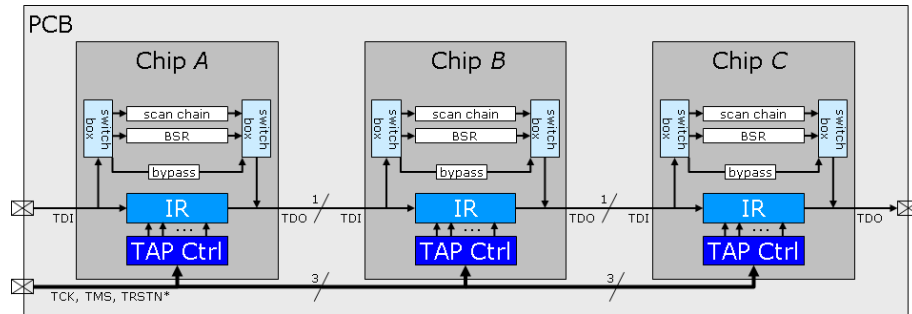 PCB
Chip A
Chip B
Chip C
switch box
scan chain
BSR
bypass
switch box
switch box
scan chain
BSR
bypass
switch box
switch box
scan chain
BSR
bypass
switch box
TDI
IR
TDO
1
TDI
IR
TDO
1
TDI
IR
TDO
...
...
...
TAP Ctrl
TAP Ctrl
TAP Ctrl
TCK, TMS, TRSTN*
3
3